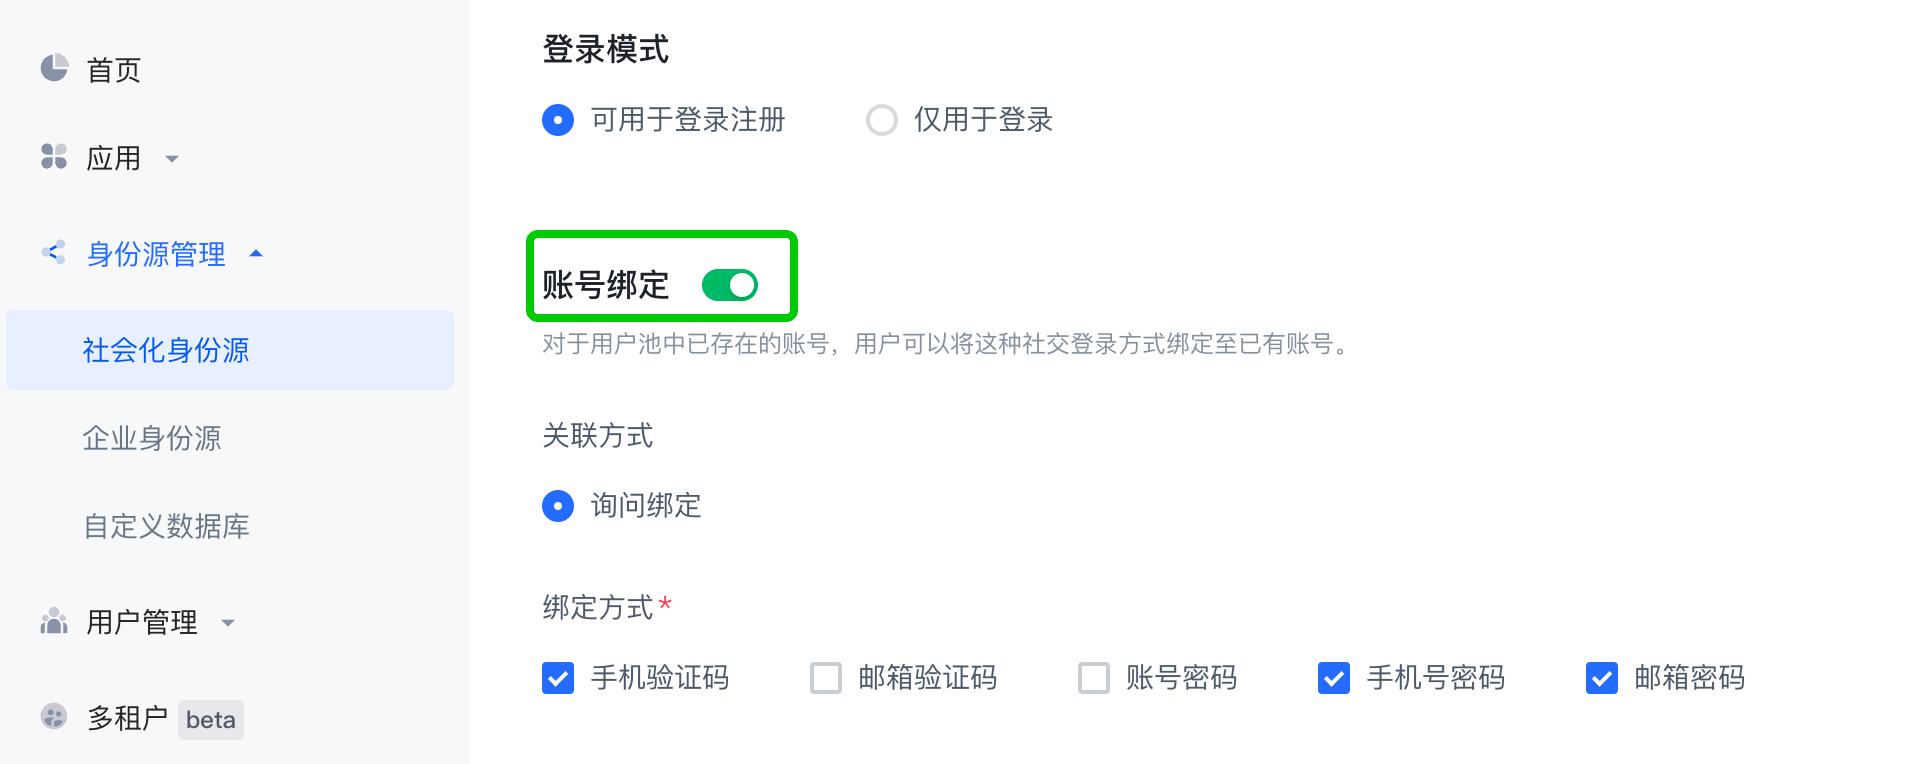 首页
应用
身份源管理
社会化身份源
企业身份源
自定义数据库
用户管理
多租户 beta
登录模式
可用于登录注册 仅用于登录
账号绑定
对于用户池中已存在的账号，用户可以将这种社交登录方式绑定至已有账号。
关联方式
询问绑定
绑定方式*
手机验证码 邮箱验证码 账号密码 手机号密码 邮箱密码